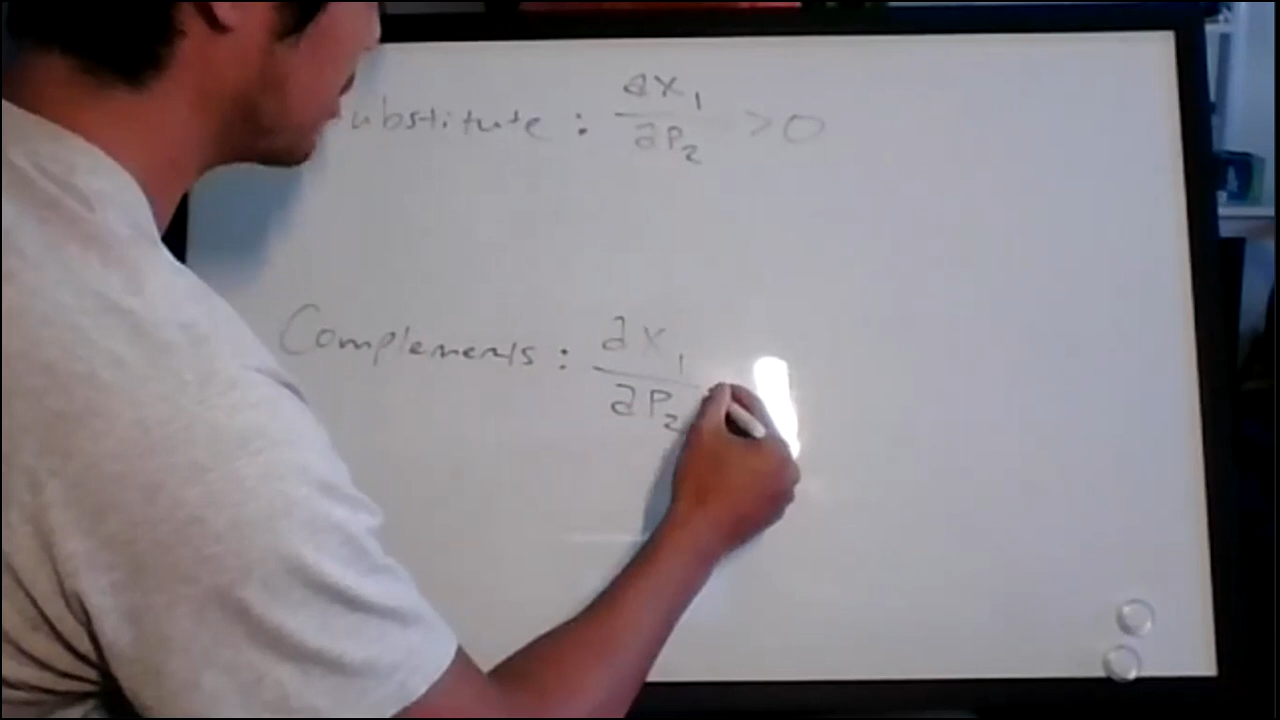 ubstitute : ∂x₁/∂P₂ > 0
Complements : ∂x₁/∂P₂